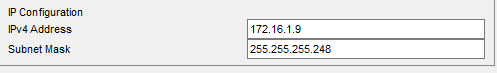 IP Configuration
IPv4 Address 172.16.1.9
Subnet Mask 255.255.255.248